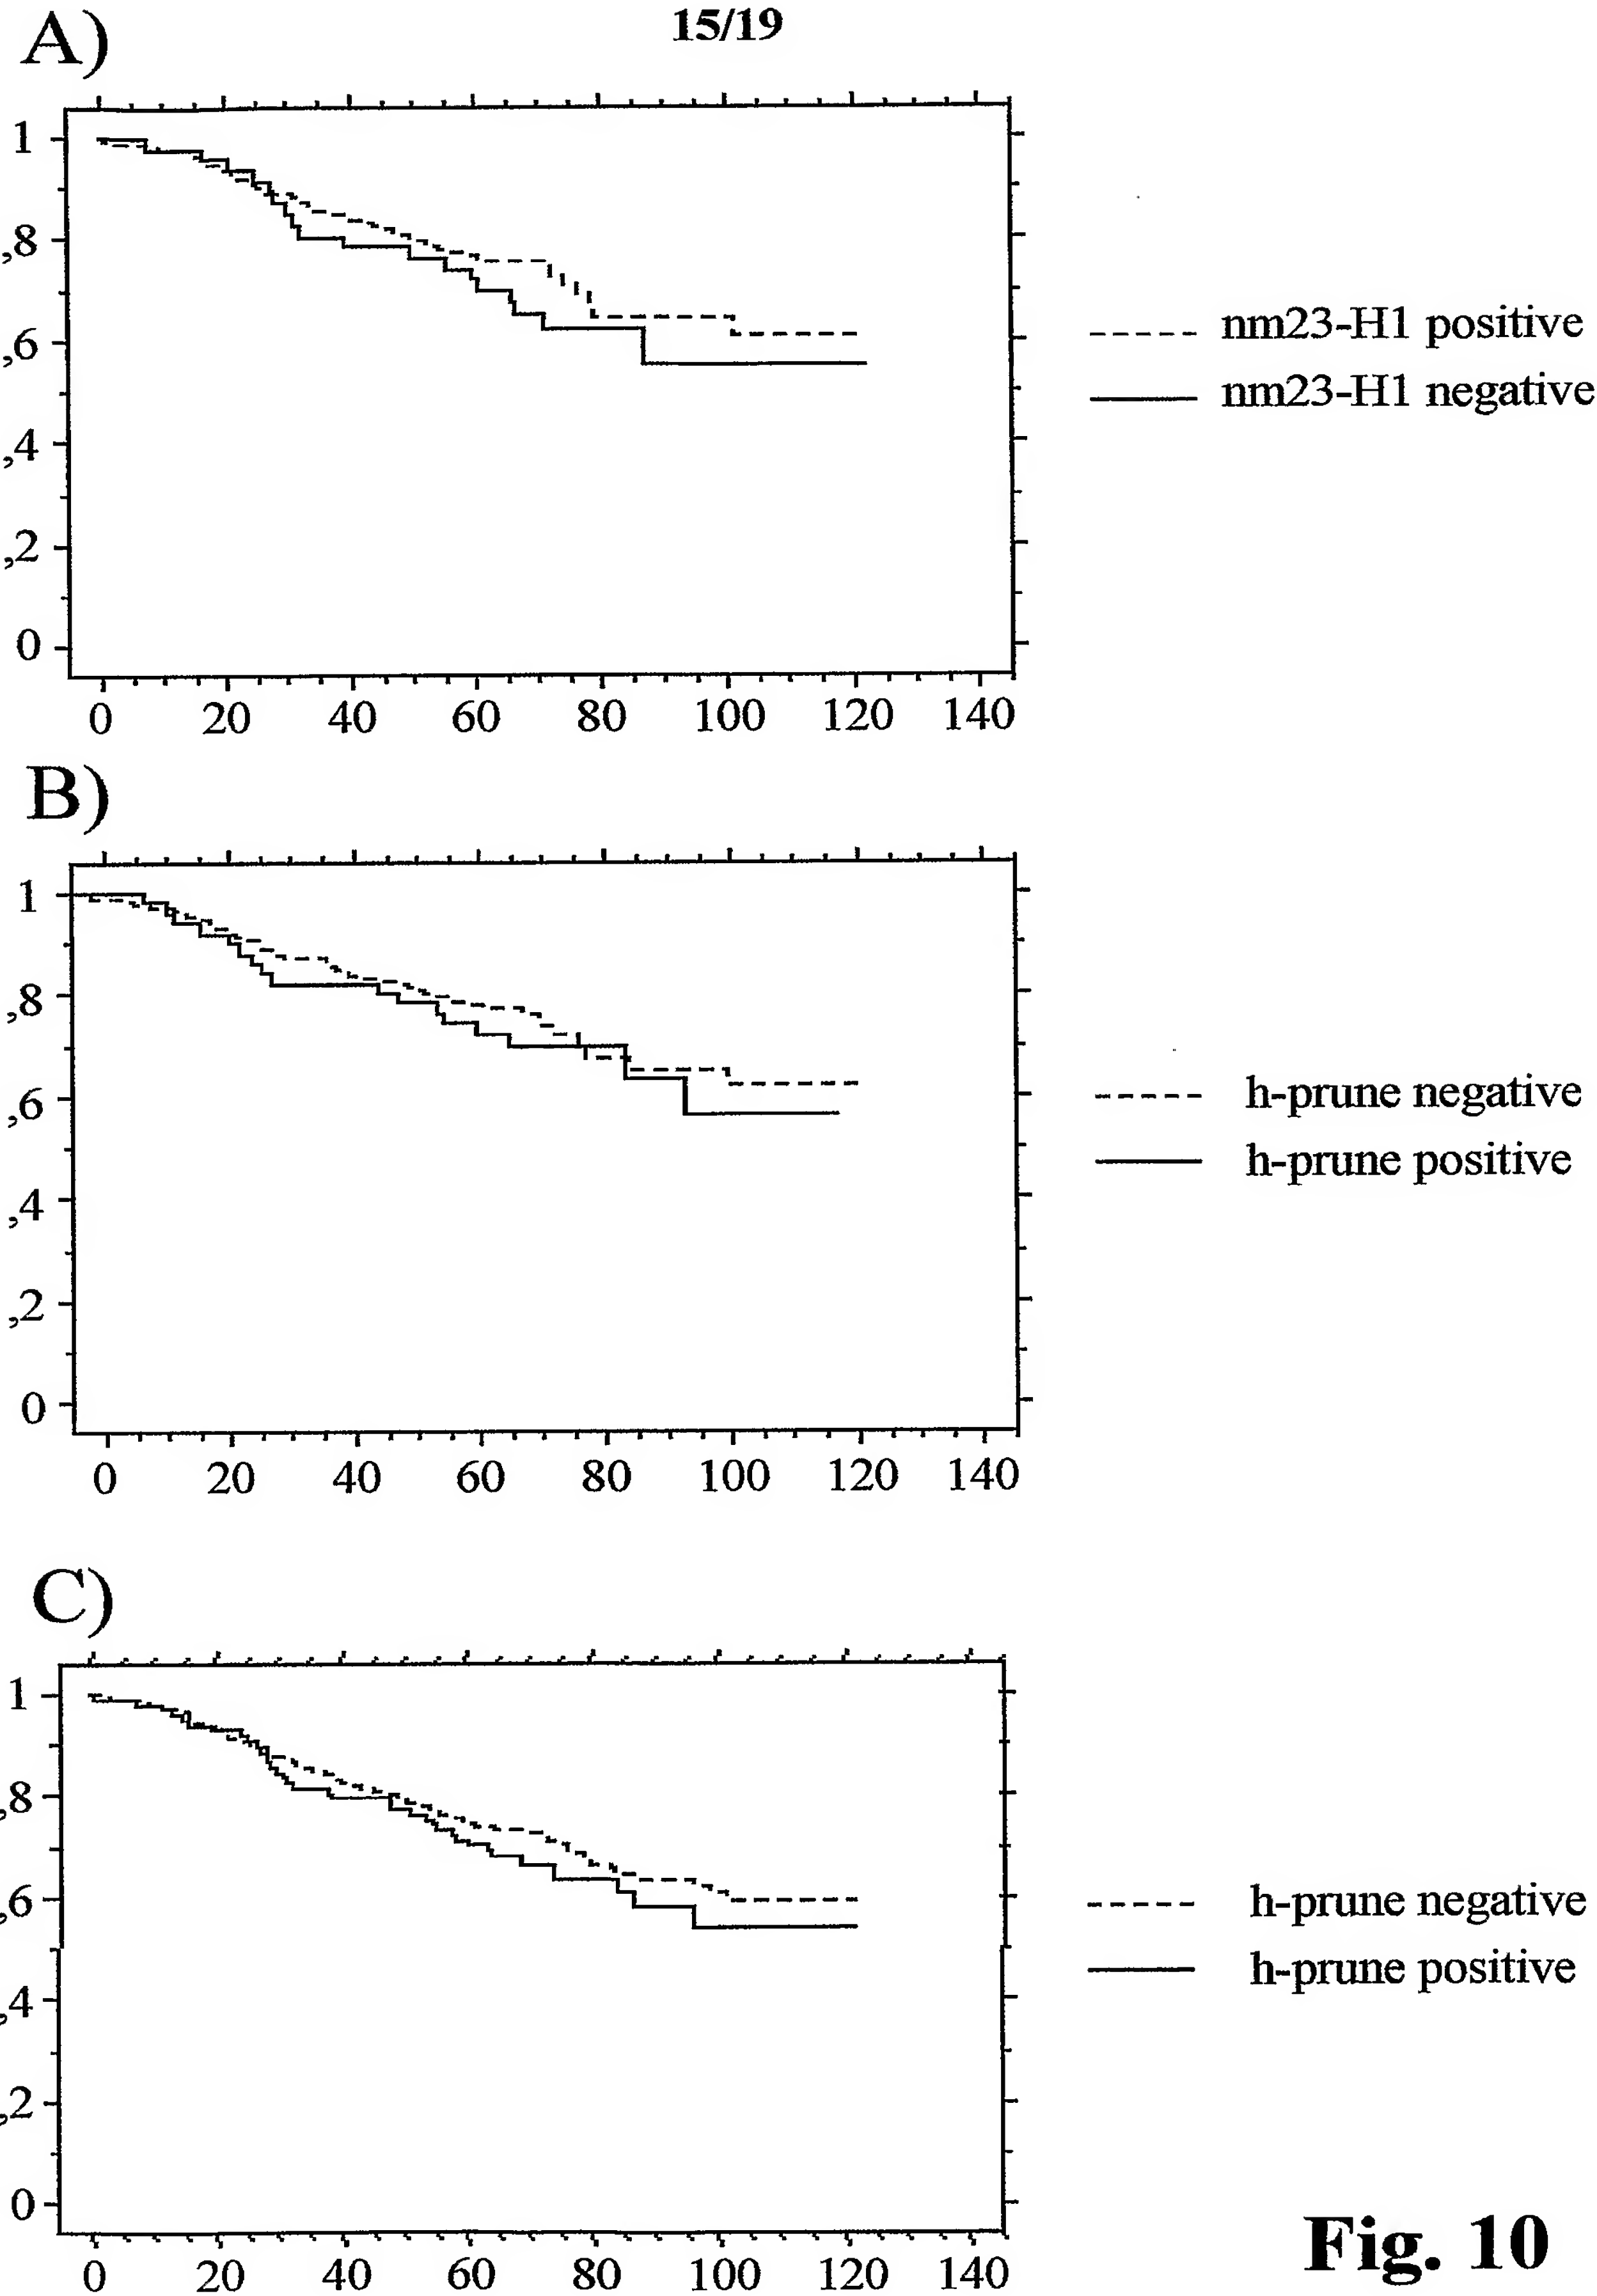 15/19
A)
1
,8
,6
,4
,2
0
0 20 40 60 80 100 120 140
nm23-H1 positive
nm23-H1 negative
B)
1
,8
,6
,4
,2
0
0 20 40 60 80 100 120 140
h-prune negative
h-prune positive
C)
1
,8
,6
,4
,2
0
0 20 40 60 80 100 120 140
h-prune negative
h-prune positive
Fig. 10